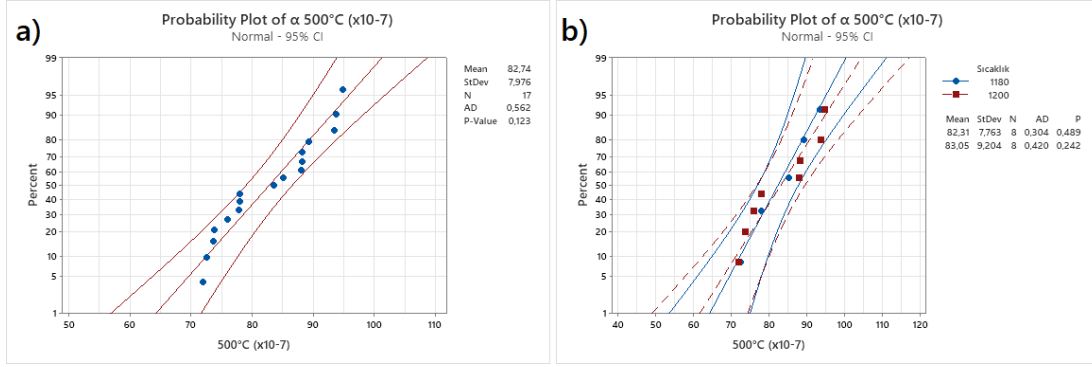 a)
Probability Plot of α 500°C (x10-7)
Normal - 95% CI
99
95
90
80
70
60
50
40
30
20
10
5
1
Percent
50 60 70 80 90 100 110
500°C (x10-7)
Mean 82,74
StDev 7,976
N 17
AD 0,562
P-Value 0,123
b)
Probability Plot of α 500°C (x10-7)
Normal - 95% CI
99
95
90
80
70
60
50
40
30
20
10
5
1
Percent
40 50 60 70 80 90 100 110 120
500°C (x10-7)
Sıcaklık
1180
1200
Mean StDev N AD P
82,31 7,763 8 0,304 0,489
83,05 9,204 8 0,420 0,242